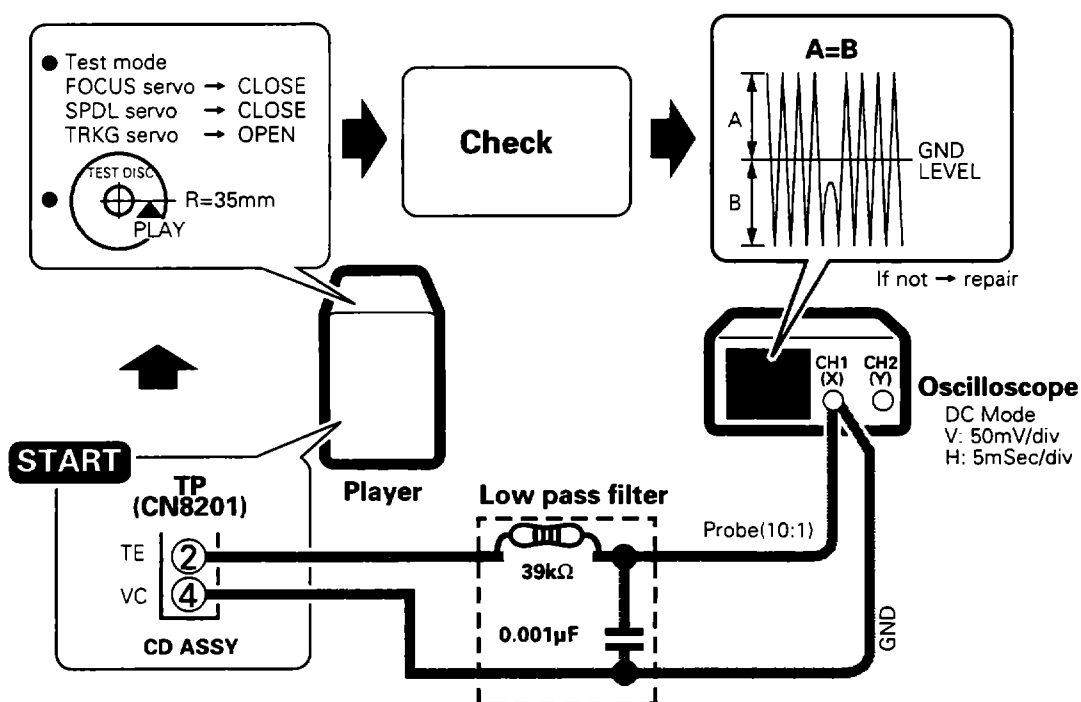 ● Test mode
FOCUS servo → CLOSE
SPDL servo → CLOSE
TRKG servo → OPEN
● TEST DISC
R=35mm
PLAY
Check
A=B
A
B
GND
LEVEL
If not → repair
CH1
(X)
CH2
(Y)
Oscilloscope
DC Mode
V: 50mV/div
H: 5mSec/div
START
Player
TP
(CN8201)
TE ②
VC ④
CD ASSY
Low pass filter
39kΩ
0.001µF
Probe(10:1)
GND